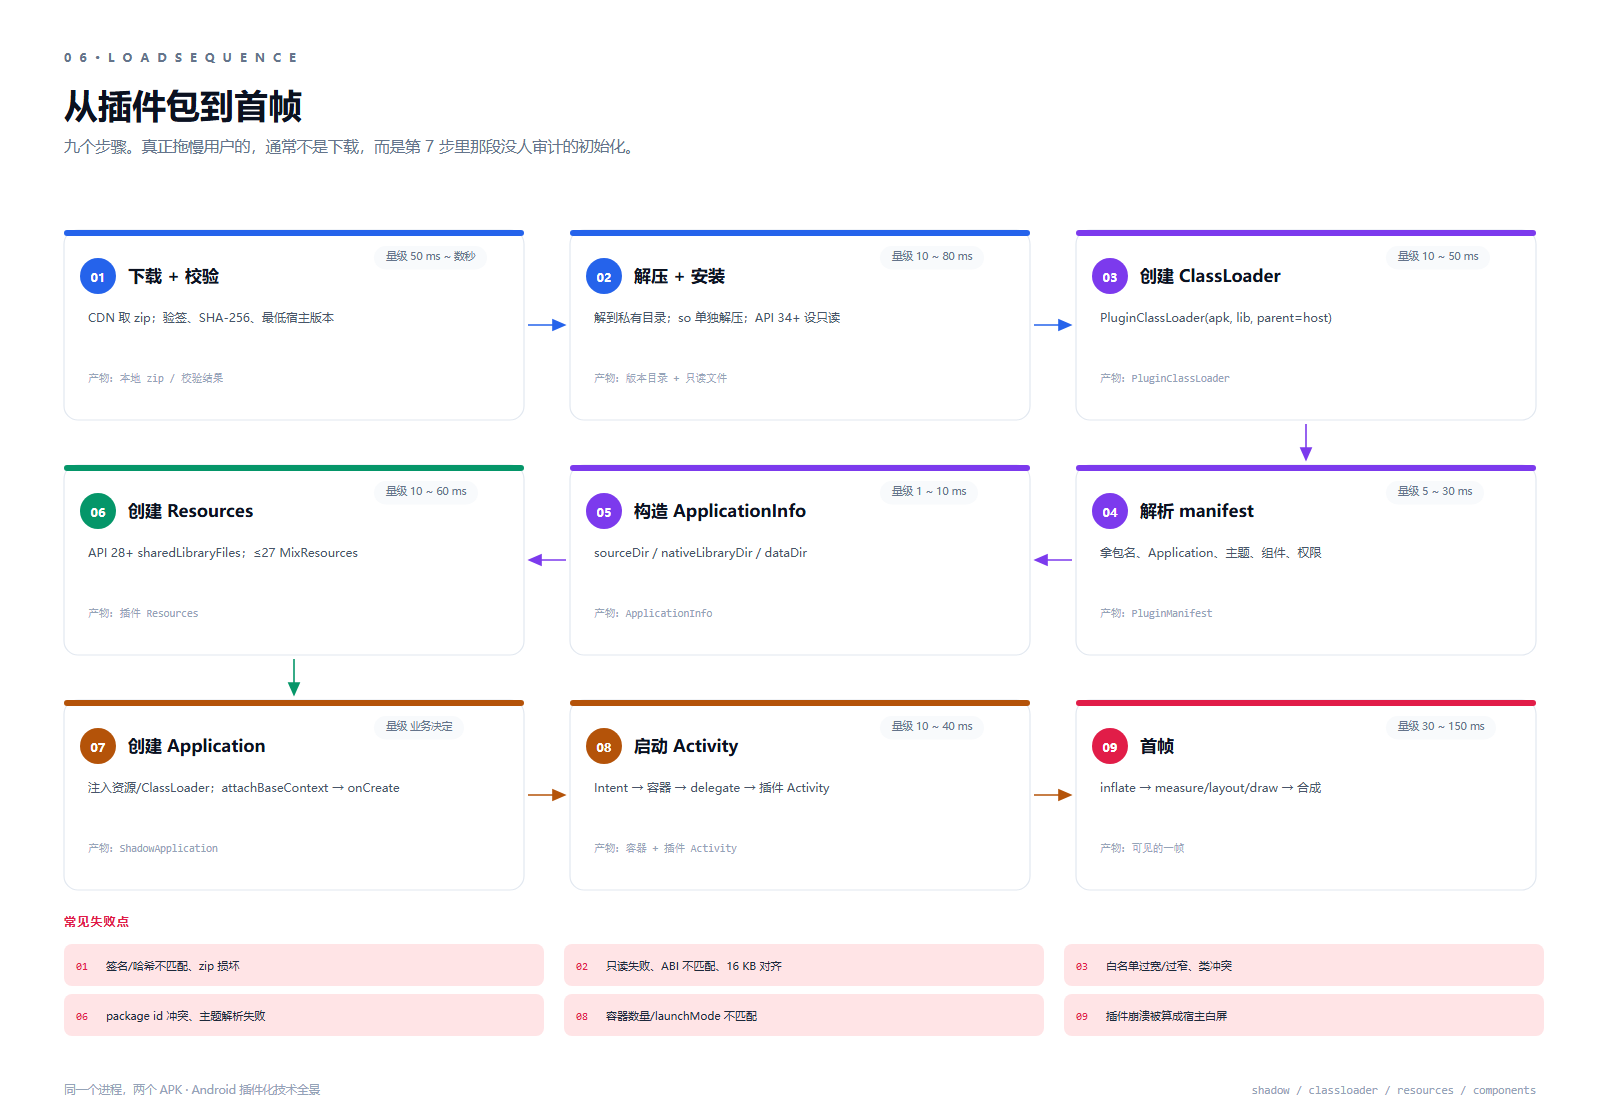 06·LOADSEQUENCE
从插件包到首帧
九个步骤。真正拖慢用户的，通常不是下载，而是第 7 步里那段没人审计的初始化。
量级 50 ms ~ 数秒
01 下载 + 校验
CDN 取 zip；验签、SHA-256、最低宿主版本
产物：本地 zip / 校验结果
量级 10 ~ 80 ms
02 解压 + 安装
解到私有目录；so 单独解压；API 34+ 设只读
产物：版本目录 + 只读文件
量级 10 ~ 50 ms
03 创建 ClassLoader
PluginClassLoader(apk, lib, parent=host)
产物：PluginClassLoader
量级 10 ~ 60 ms
06 创建 Resources
API 28+ sharedLibraryFiles；≤27 MixResources
产物：插件 Resources
量级 1 ~ 10 ms
05 构造 ApplicationInfo
sourceDir / nativeLibraryDir / dataDir
产物：ApplicationInfo
量级 5 ~ 30 ms
04 解析 manifest
拿包名、Application、主题、组件、权限
产物：PluginManifest
量级 业务决定
07 创建 Application
注入资源/ClassLoader；attachBaseContext → onCreate
产物：ShadowApplication
量级 10 ~ 40 ms
08 启动 Activity
Intent → 容器 → delegate → 插件 Activity
产物：容器 + 插件 Activity
量级 30 ~ 150 ms
09 首帧
inflate → measure/layout/draw → 合成
产物：可见的一帧
常见失败点
01 签名/哈希不匹配、zip 损坏
02 只读失败、ABI 不匹配、16 KB 对齐
03 白名单过宽/过窄、类冲突
06 package id 冲突、主题解析失败
08 容器数量/launchMode 不匹配
09 插件崩溃被算成宿主白屏
同一个进程，两个 APK · Android 插件化技术全景
shadow / classloader / resources / components